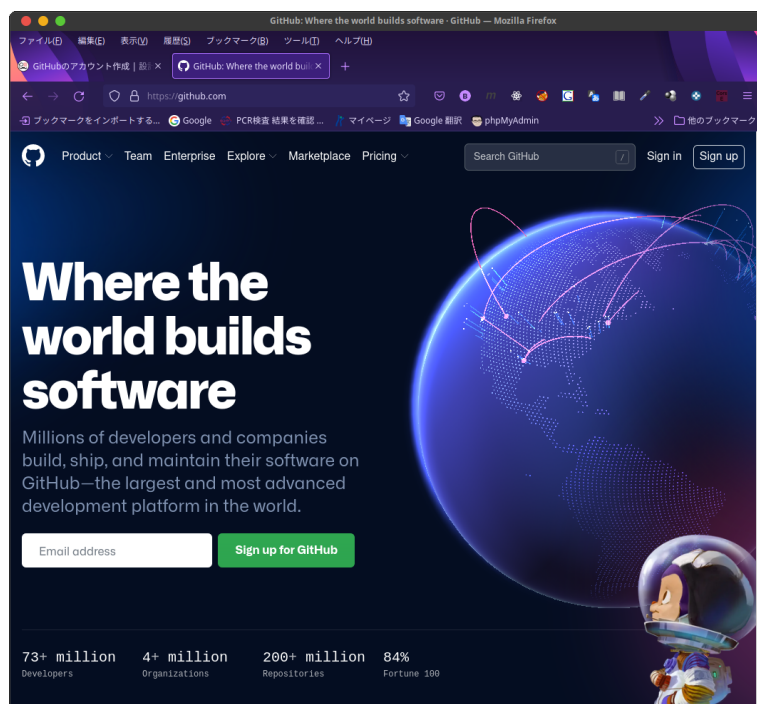 GitHub: Where the world builds software · GitHub — Mozilla Firefox
ファイル(F) 編集(E) 表示(V) 履歴(S) ブックマーク(B) ツール(T) ヘルプ(H)
GitHubのアカウント作成 | 設 × GitHub: Where the world buil × +
https://github.com
ブックマークをインポートする... Google PCR検査 結果を確認 ... マイページ Google 翻訳 phpMyAdmin 他のブックマーク
Product Team Enterprise Explore Marketplace Pricing Search GitHub / Sign in Sign up
Where the
world builds
software
Millions of developers and companies
build, ship, and maintain their software on
GitHub—the largest and most advanced
development platform in the world.
Email address Sign up for GitHub
73+ million 4+ million 200+ million 84%
Developers Organizations Repositories Fortune 100